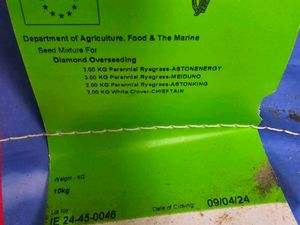 Department of Agriculture, Food & The Marine
Seed Mixture For
Diamond Overseeding
3.00 KG Perennial Ryegrass-ASTONENERGY
3.00 KG Perennial Ryegrass-MEIDUNO
2.00 KG Perennial Ryegrass-ASTONKING
2.00 KG White Clover-CHIEFTAIN
Weight - KG
10kg
Lot No
IE 24-45-0046
Date of Closing:
09/04/24